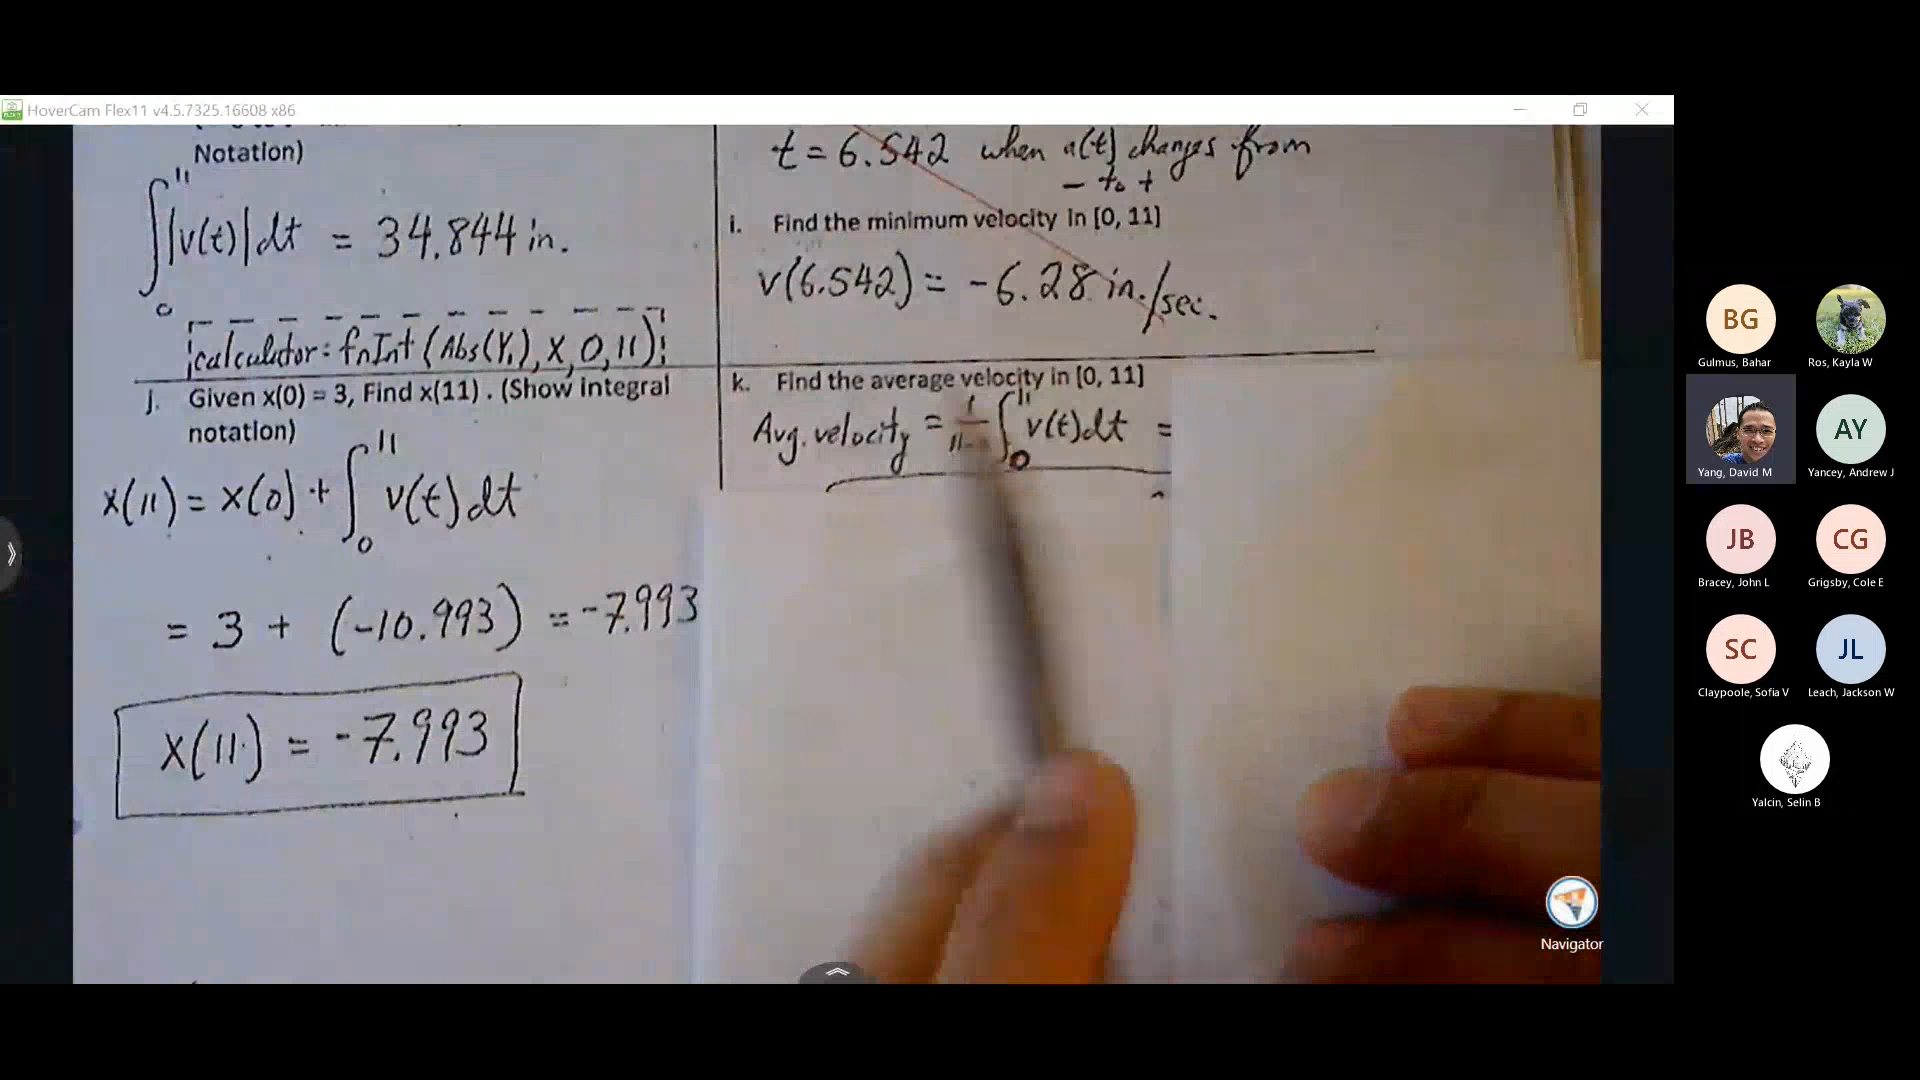 HoverCam Flex11 v4.5.7325.16608 x86
Notation)
∫₀¹¹ |v(t)| dt = 34.844 in.
calculator: fnInt (Abs(Y₁), X, 0, 11)
j. Given x(0) = 3, Find x(11) . (Show integral
notation)
x(11) = x(0) + ∫₀¹¹ v(t) dt
= 3 + (-10.993) = -7.993
x(11) = -7.993
t = 6.542 when a(t) changes from
- to +
i. Find the minimum velocity in [0, 11]
v(6.542) = -6.28 in./sec.
k. Find the average velocity in [0, 11]
Avg. velocity = 1/11- ∫₀¹¹ v(t)dt =
Navigator
BG
Gulmus, Bahar
Ros, Kayla W
Yang, David M
AY
Yancey, Andrew J
JB
Bracey, John L
CG
Grigsby, Cole E
SC
Claypoole, Sofia V
JL
Leach, Jackson W
Yalcin, Selin B